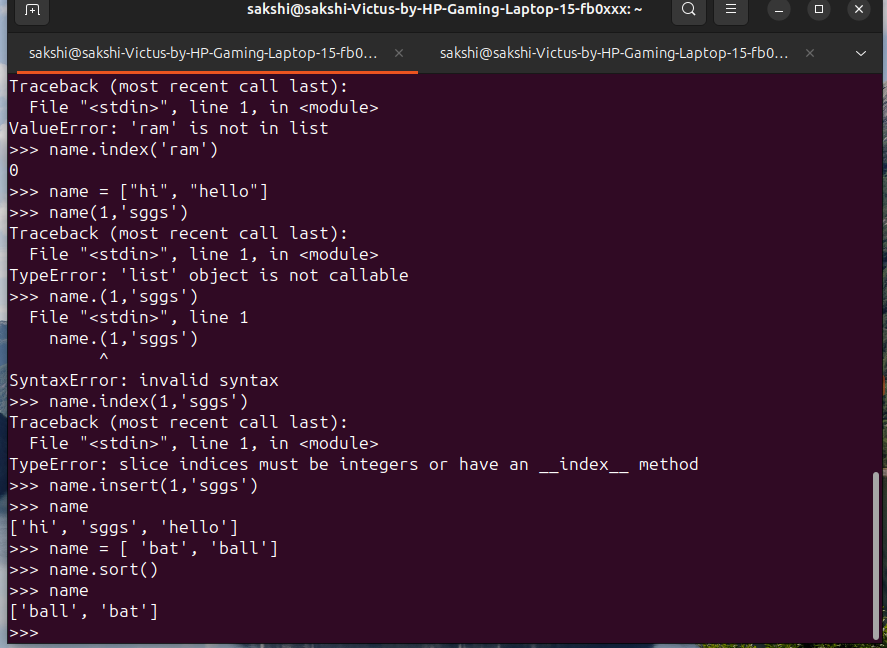 sakshi@sakshi-Victus-by-HP-Gaming-Laptop-15-fb0xxx: ~
sakshi@sakshi-Victus-by-HP-Gaming-Laptop-15-fb0...
sakshi@sakshi-Victus-by-HP-Gaming-Laptop-15-fb0...
Traceback (most recent call last):
  File "<stdin>", line 1, in <module>
ValueError: 'ram' is not in list
>>> name.index('ram')
0
>>> name = ["hi", "hello"]
>>> name(1,'sggs')
Traceback (most recent call last):
  File "<stdin>", line 1, in <module>
TypeError: 'list' object is not callable
>>> name.(1,'sggs')
  File "<stdin>", line 1
    name.(1,'sggs')
         ^
SyntaxError: invalid syntax
>>> name.index(1,'sggs')
Traceback (most recent call last):
  File "<stdin>", line 1, in <module>
TypeError: slice indices must be integers or have an __index__ method
>>> name.insert(1,'sggs')
>>> name
['hi', 'sggs', 'hello']
>>> name = [ 'bat', 'ball']
>>> name.sort()
>>> name
['ball', 'bat']
>>>